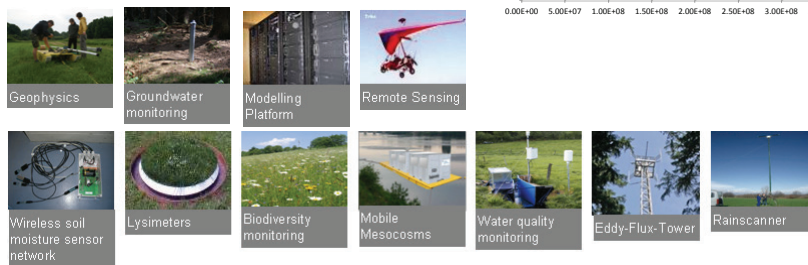 0.00E+00 5.00E+07 1.00E+08 1.50E+08 2.00E+08 2.50E+08 3.00E+08
Geophysics
Groundwater
monitoring
Modelling
Platform
Remote Sensing
Wireless soil
moisture sensor
network
Lysimeters
Biodiversity
monitoring
Mobile
Mesocosms
Water quality
monitoring
Eddy-Flux-Tower
Rainscanner